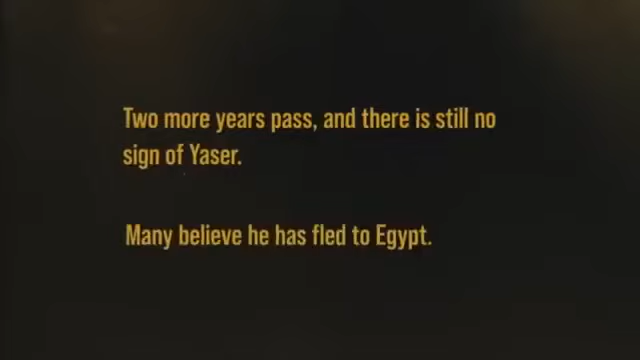 Two more years pass, and there is still no
sign of Yaser.
Many believe he has fled to Egypt.